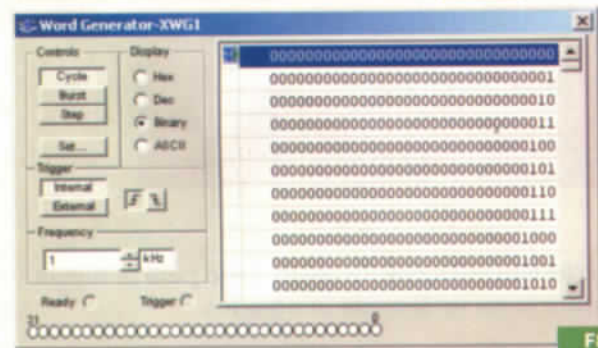 Word Generator-XWG1
Controls
Cycle
Burst
Step
Set...
Display
Hex
Dec
Binary
ASCII
Trigger
Internal
External
Frequency
1 kHz
Ready Trigger
31 0
00000000000000000000000000000000
00000000000000000000000000000001
00000000000000000000000000000010
00000000000000000000000000000011
00000000000000000000000000000100
00000000000000000000000000000101
00000000000000000000000000000110
00000000000000000000000000000111
00000000000000000000000000001000
00000000000000000000000000001001
00000000000000000000000000001010